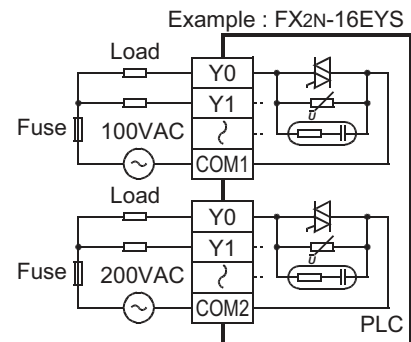 Example : FX2N-16EYS
Load
Y0
Y1
Fuse
100VAC
COM1
U
Load
Y0
Y1
Fuse
200VAC
COM2
U
PLC